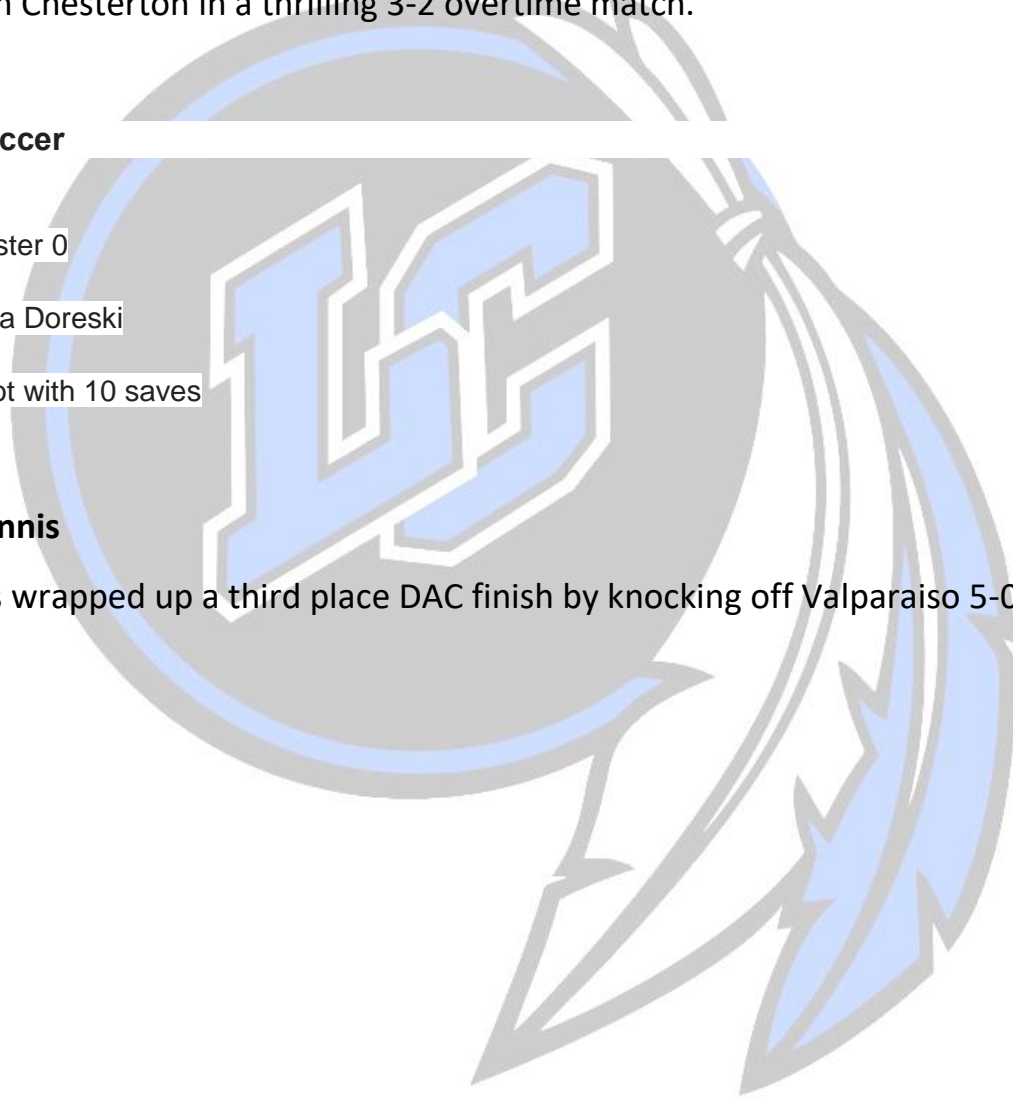 n Chesterton in a thrilling 3-2 overtime match.
ccer
ster 0
a Doreski
ot with 10 saves
LC
nnis
s wrapped up a third place DAC finish by knocking off Valparaiso 5-0